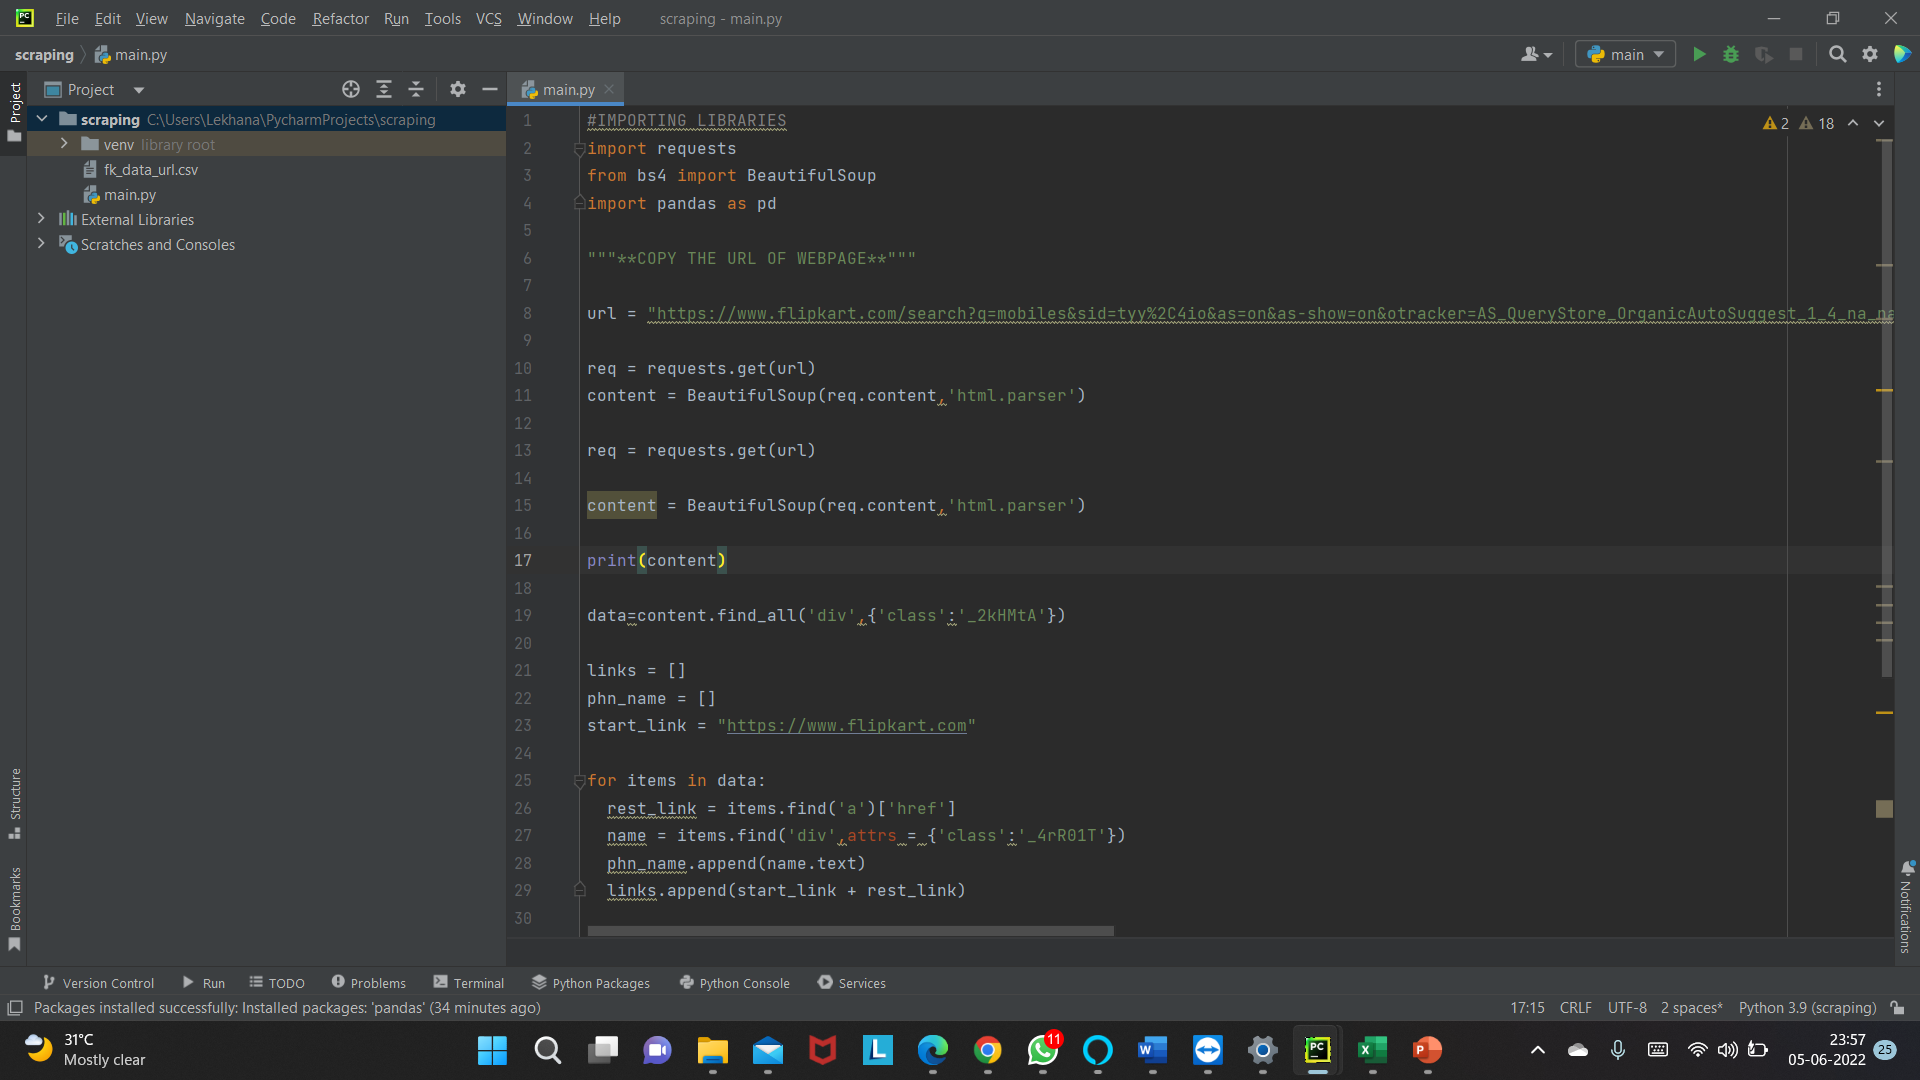 PC File Edit View Navigate Code Refactor Run Tools VCS Window Help scraping - main.py
scraping main.py main
Project main.py
Project
scraping C:\Users\Lekhana\PycharmProjects\scraping
venv library root
fk_data_url.csv
main.py
External Libraries
Scratches and Consoles
Structure
Bookmarks
2 18
1 #IMPORTING LIBRARIES
2 import requests
3 from bs4 import BeautifulSoup
4 import pandas as pd
5
6 """**COPY THE URL OF WEBPAGE**"""
7
8 url = "https://www.flipkart.com/search?q=mobiles&sid=tyy%2C4io&as=on&as-show=on&otracker=AS_QueryStore_OrganicAutoSuggest_1_4_na_na
9
10 req = requests.get(url)
11 content = BeautifulSoup(req.content,'html.parser')
12
13 req = requests.get(url)
14
15 content = BeautifulSoup(req.content,'html.parser')
16
17 print(content)
18
19 data=content.find_all('div',{'class':'_2kHMtA'})
20
21 links = []
22 phn_name = []
23 start_link = "https://www.flipkart.com"
24
25 for items in data:
26 rest_link = items.find('a')['href']
27 name = items.find('div',attrs = {'class':'_4rR01T'})
28 phn_name.append(name.text)
29 links.append(start_link + rest_link)
30
Notifications
Version Control Run TODO Problems Terminal Python Packages Python Console Services
Packages installed successfully: Installed packages: 'pandas' (34 minutes ago) 17:15 CRLF UTF-8 2 spaces* Python 3.9 (scraping)
31°C
Mostly clear
L 11 W PC X P
23:57
05-06-2022 25